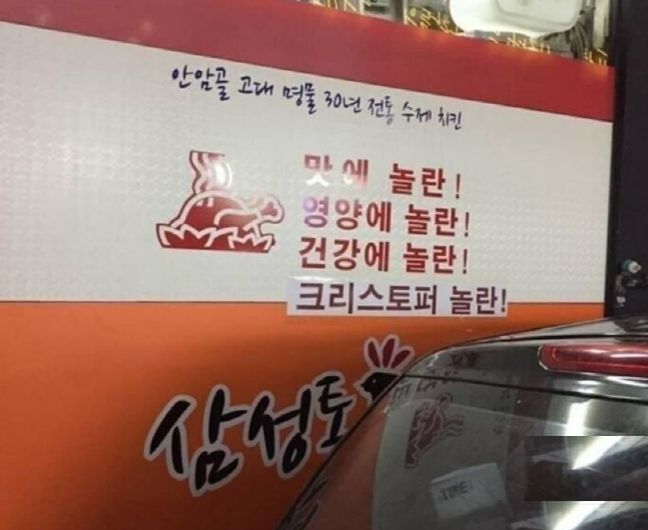 안암골 고대 명물 30년 전통 수제 치킨
맛에 놀란!
영양에 놀란!
건강에 놀란!
크리스토퍼 놀란!
삼성토
TIME!